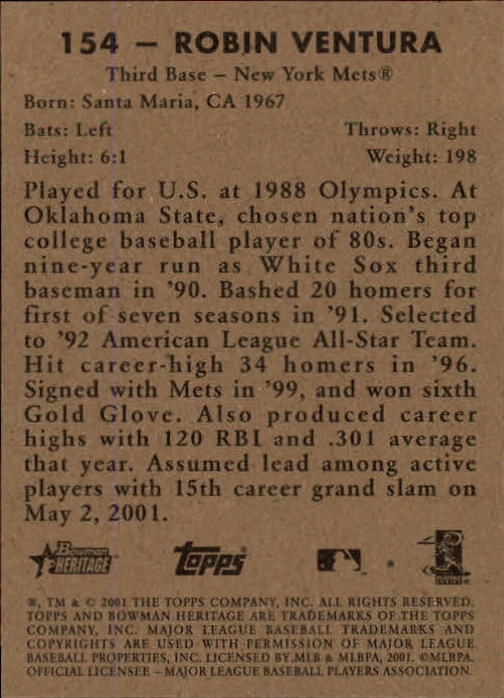 154 – ROBIN VENTURA
Third Base – New York Mets®
Born: Santa Maria, CA 1967
Bats: Left Throws: Right
Height: 6:1 Weight: 198
Played for U.S. at 1988 Olympics. At
Oklahoma State, chosen nation's top
college baseball player of 80s. Began
nine-year run as White Sox third
baseman in '90. Bashed 20 homers for
first of seven seasons in '91. Selected
to '92 American League All-Star Team.
Hit career-high 34 homers in '96.
Signed with Mets in '99, and won sixth
Gold Glove. Also produced career
highs with 120 RBI and .301 average
that year. Assumed lead among active
players with 15th career grand slam on
May 2, 2001.
Bowman HERITAGE topps
®, TM & © 2001 THE TOPPS COMPANY, INC. ALL RIGHTS RESERVED.
TOPPS AND BOWMAN HERITAGE ARE TRADEMARKS OF THE TOPPS
COMPANY, INC. MAJOR LEAGUE BASEBALL TRADEMARKS AND
COPYRIGHTS ARE USED WITH PERMISSION OF MAJOR LEAGUE
BASEBALL PROPERTIES, INC. LICENSED BY MLB & MLBPA, 2001. ©MLBPA.
OFFICIAL LICENSEE – MAJOR LEAGUE BASEBALL PLAYERS ASSOCIATION.